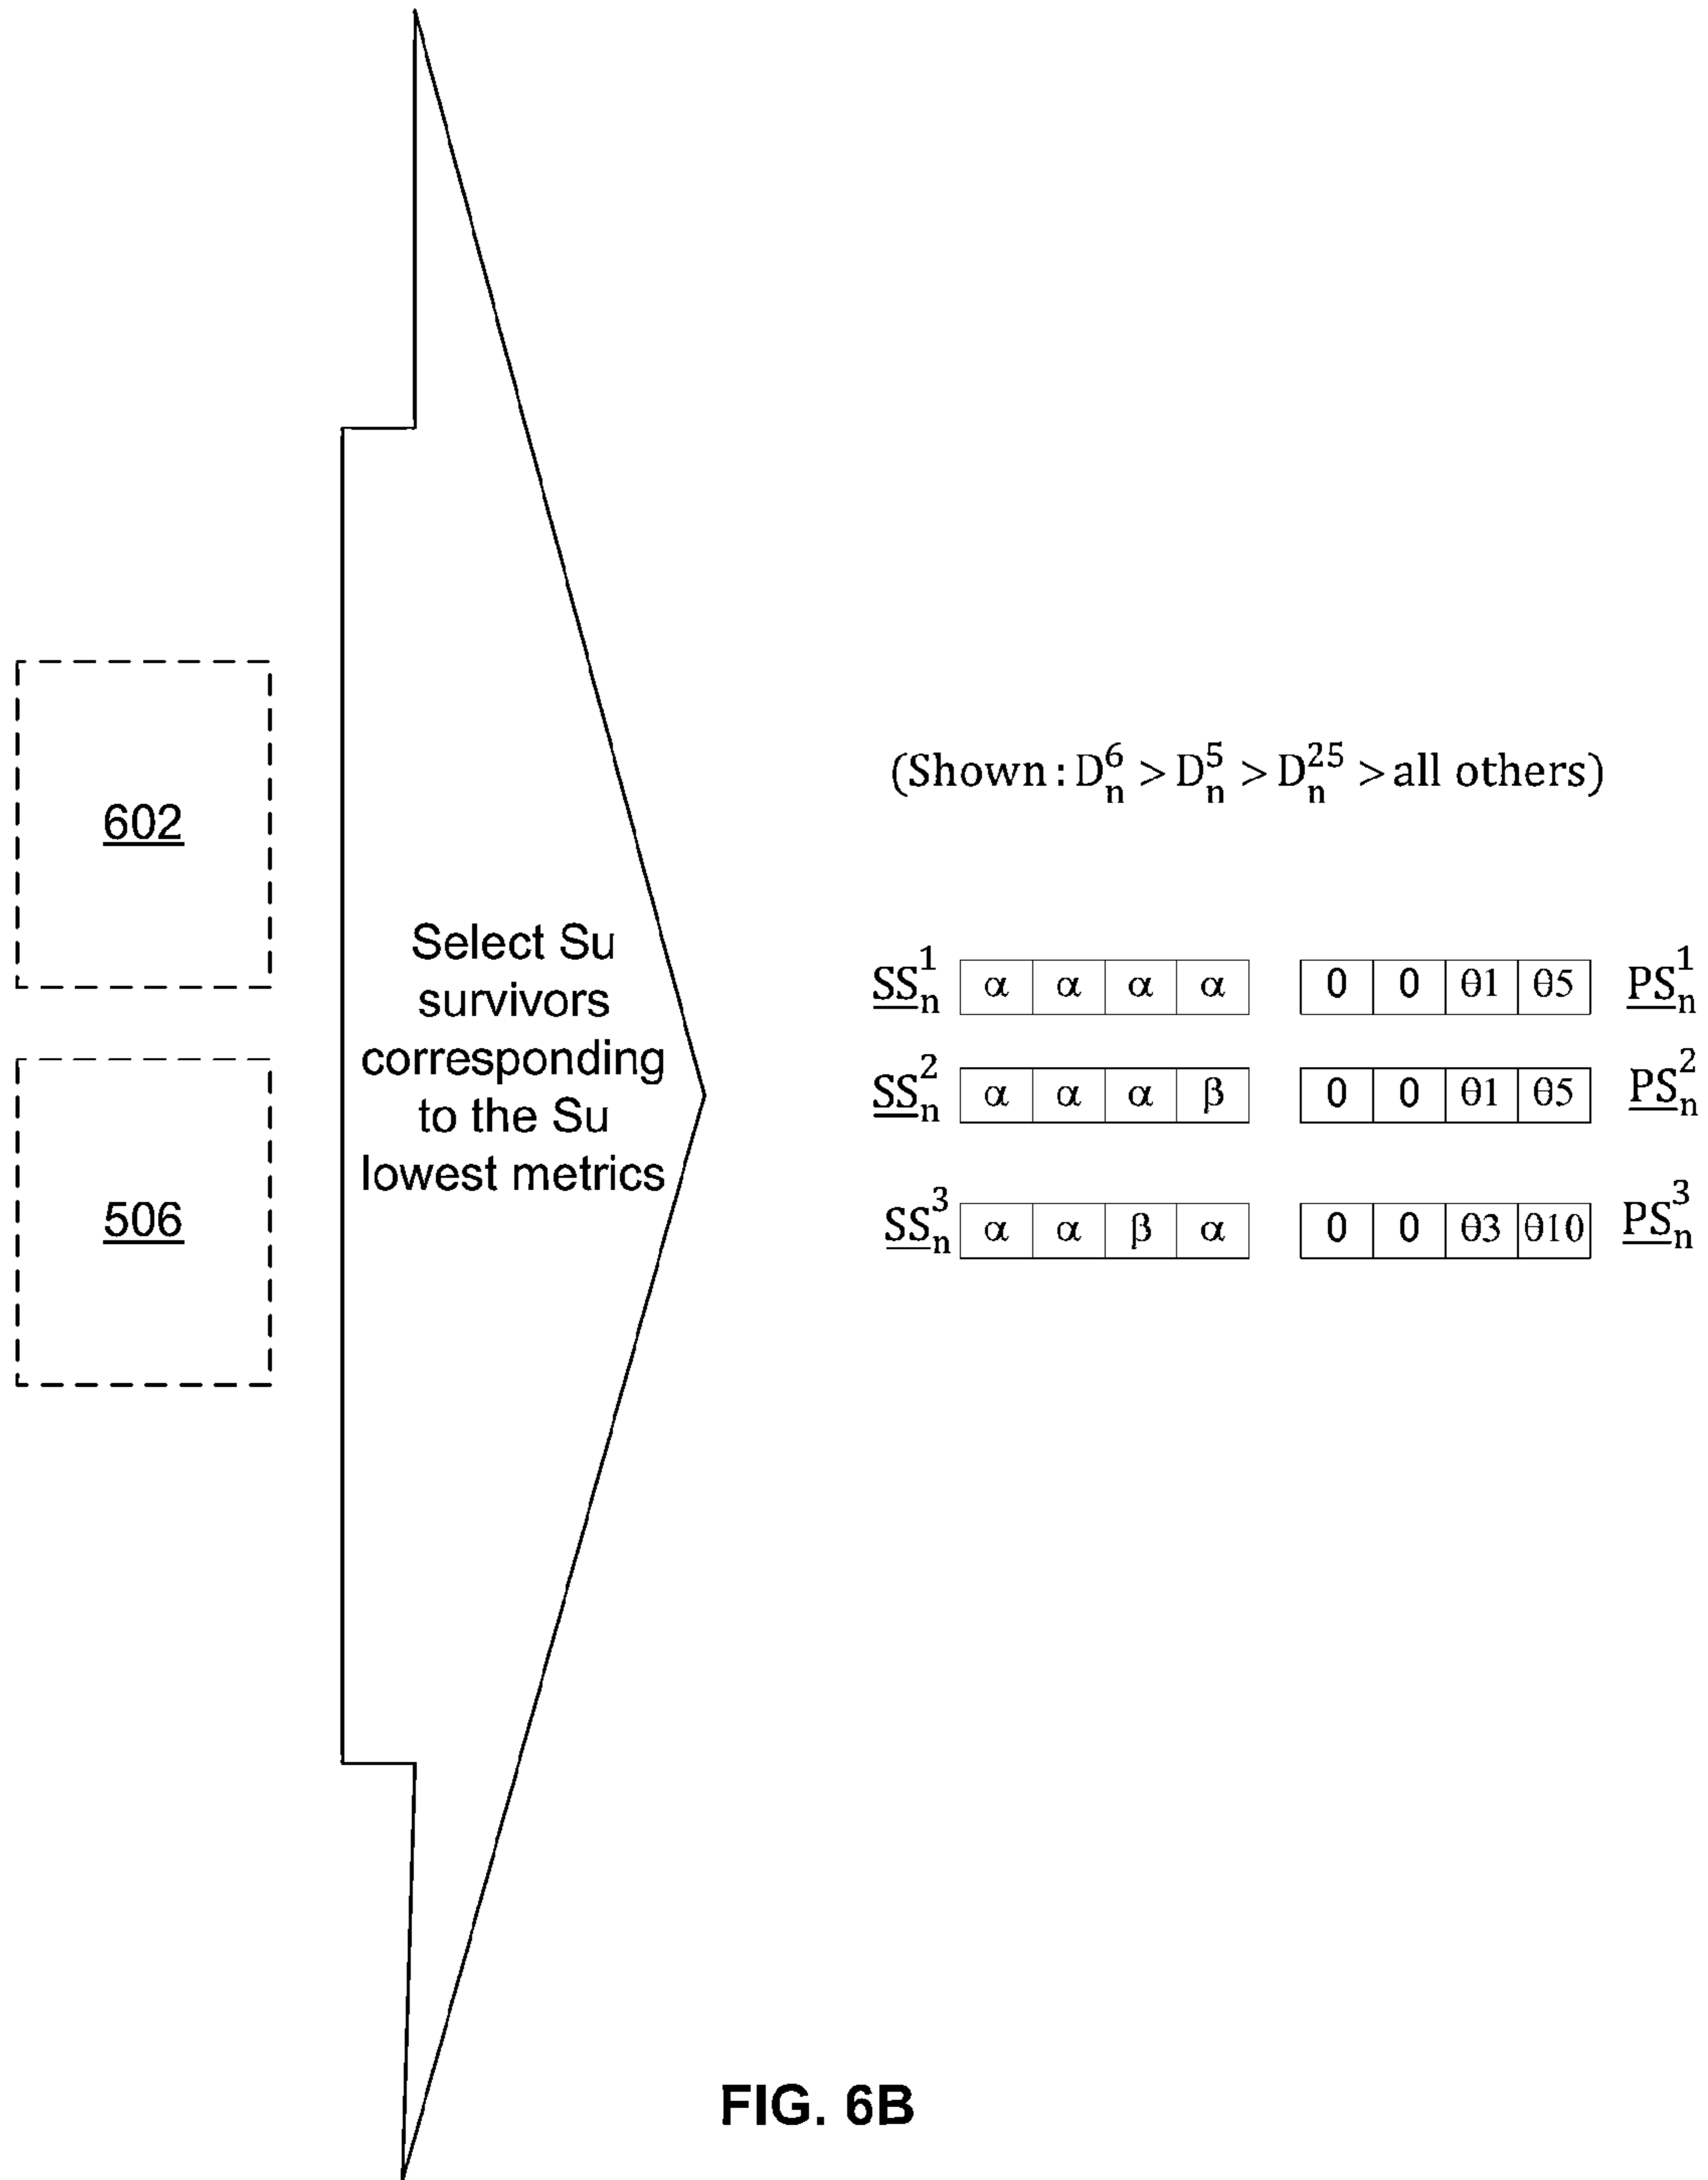 602
506
Select Su
survivors
corresponding
to the Su
lowest metrics
(Shown : D_n^6 > D_n^5 > D_n^25 > all others)
SS_n^1 α α α α 0 0 θ1 θ5 PS_n^1
SS_n^2 α α α β 0 0 θ1 θ5 PS_n^2
SS_n^3 α α β α 0 0 θ3 θ10 PS_n^3
FIG. 6B